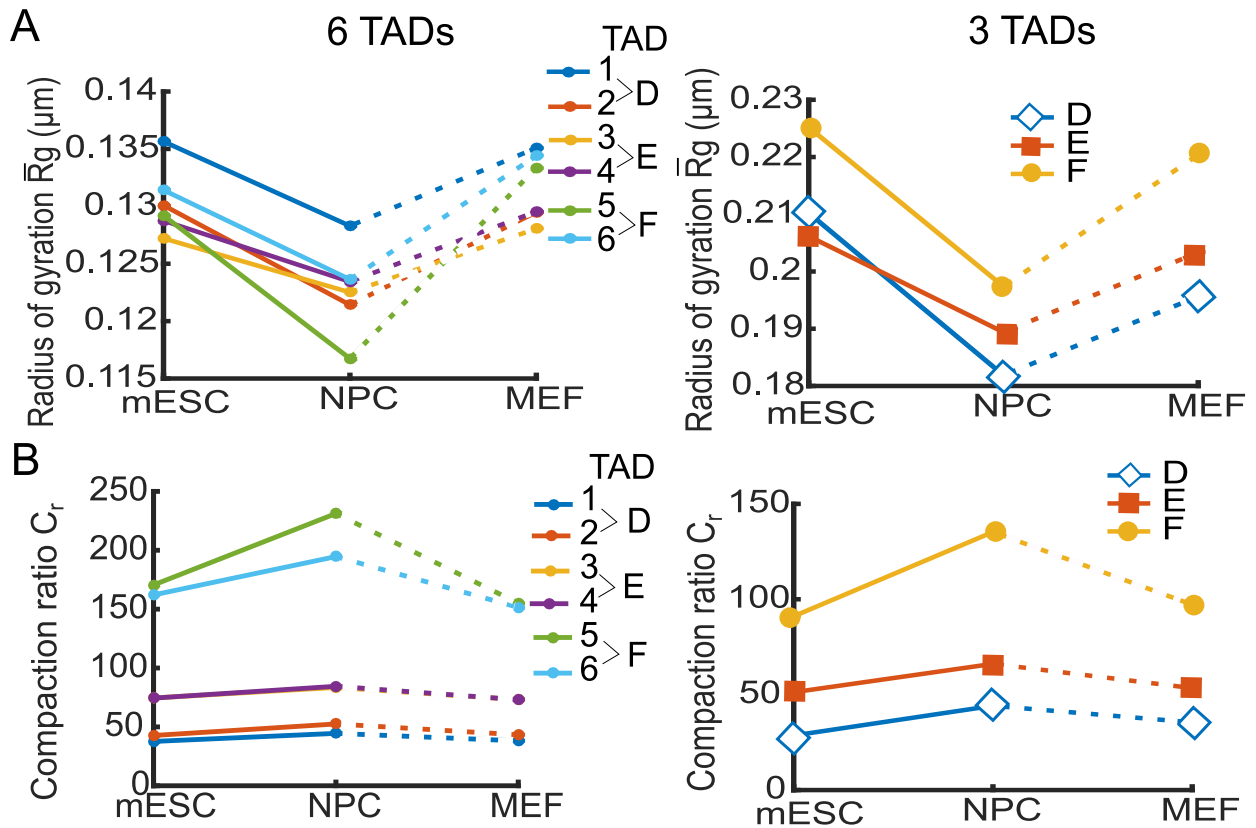 A
6 TADs
3 TADs
Radius of gyration R̅g (µm)
0.14
0.135
0.13
0.125
0.12
0.115
mESC
NPC
MEF
TAD
1
2
> D
3
4
> E
5
6
> F
Radius of gyration R̅g (µm)
0.23
0.22
0.21
0.2
0.19
0.18
mESC
NPC
MEF
D
E
F
B
Compaction ratio Cᵣ
250
200
150
100
50
0
mESC
NPC
MEF
TAD
1
2
> D
3
4
> E
5
6
> F
Compaction ratio Cᵣ
150
100
50
0
mESC
NPC
MEF
D
E
F